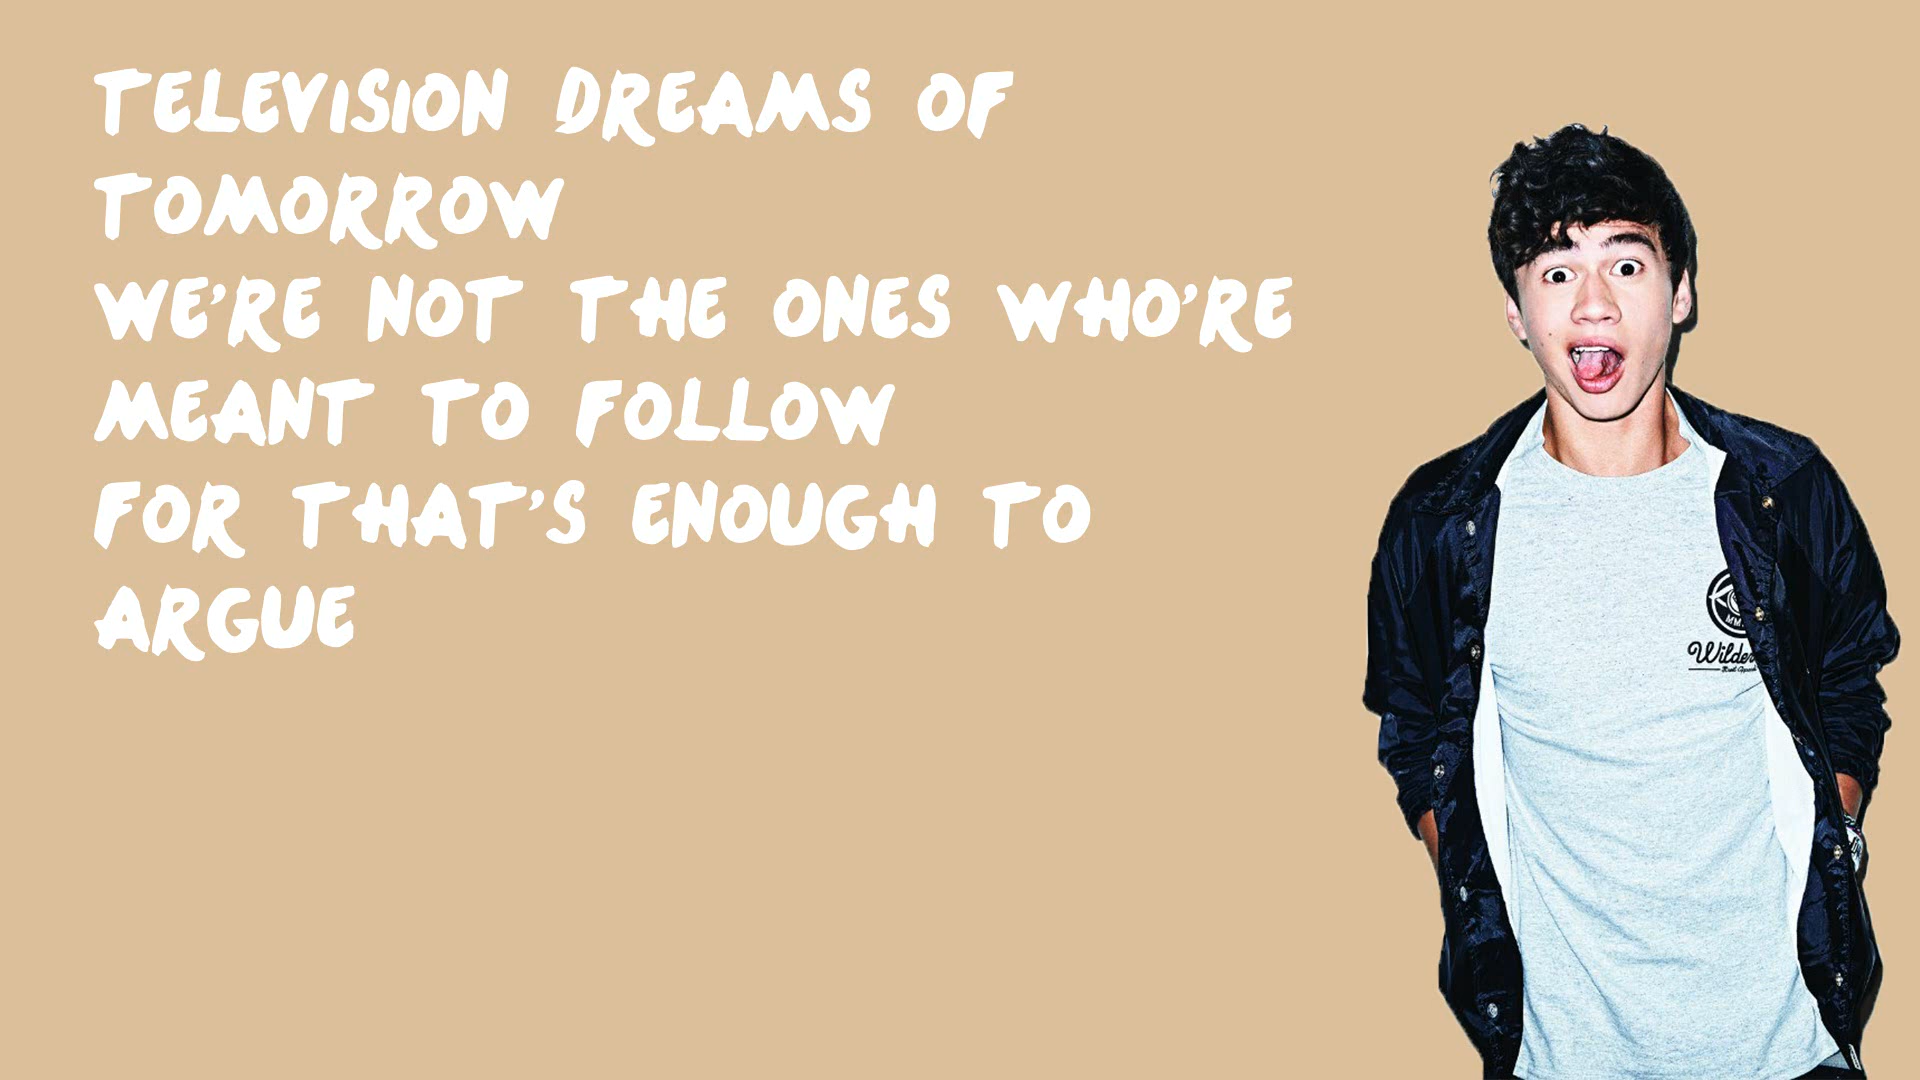 TELEVISION DREAMS OF
TOMORROW
WE'RE NOT THE ONES WHO'RE
MEANT TO FOLLOW
FOR THAT'S ENOUGH TO
ARGUE
MM
Wilder